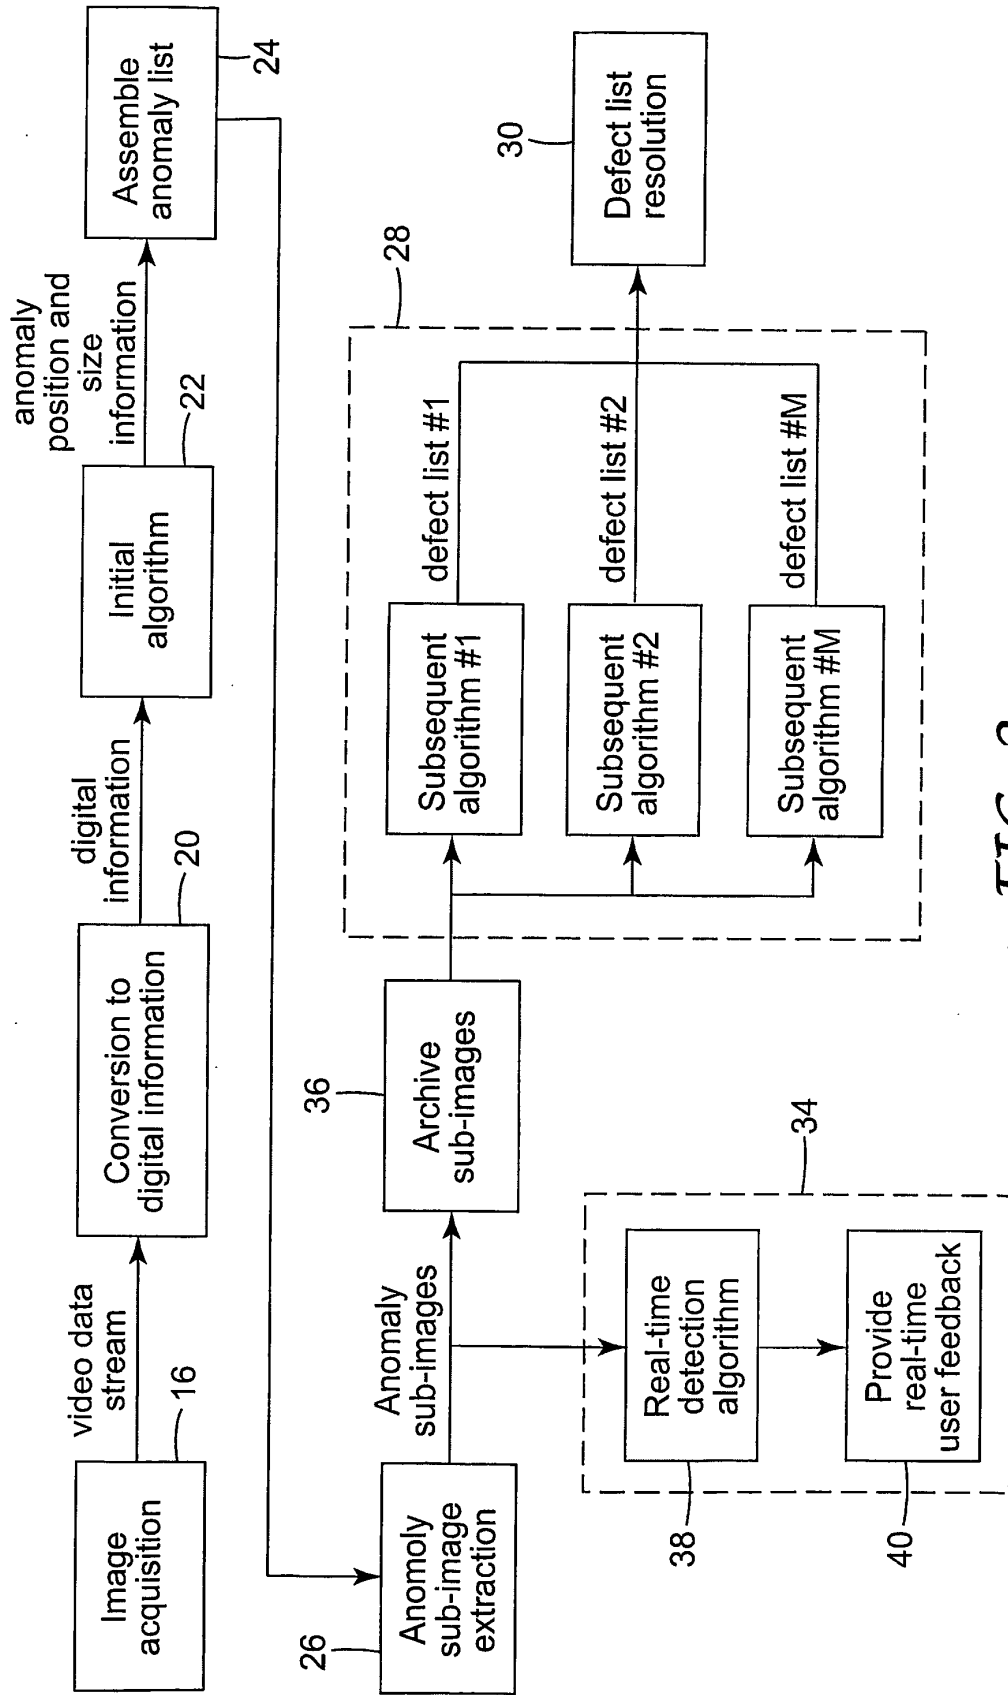 Image
acquisition
16
video data
stream
Conversion to
digital information
20
digital
information
Initial
algorithm
22
anomaly
position and
size
information
Assemble
anomaly list
24
Anomoly
sub-image
extraction
26
Anomaly
sub-images
Archive
sub-images
36
28
Subsequent
algorithm #1
defect list #1
Subsequent
algorithm #2
defect list #2
Subsequent
algorithm #M
defect list #M
Defect list
resolution
30
34
Real-time
detection
algorithm
38
Provide
real-time
user feedback
40